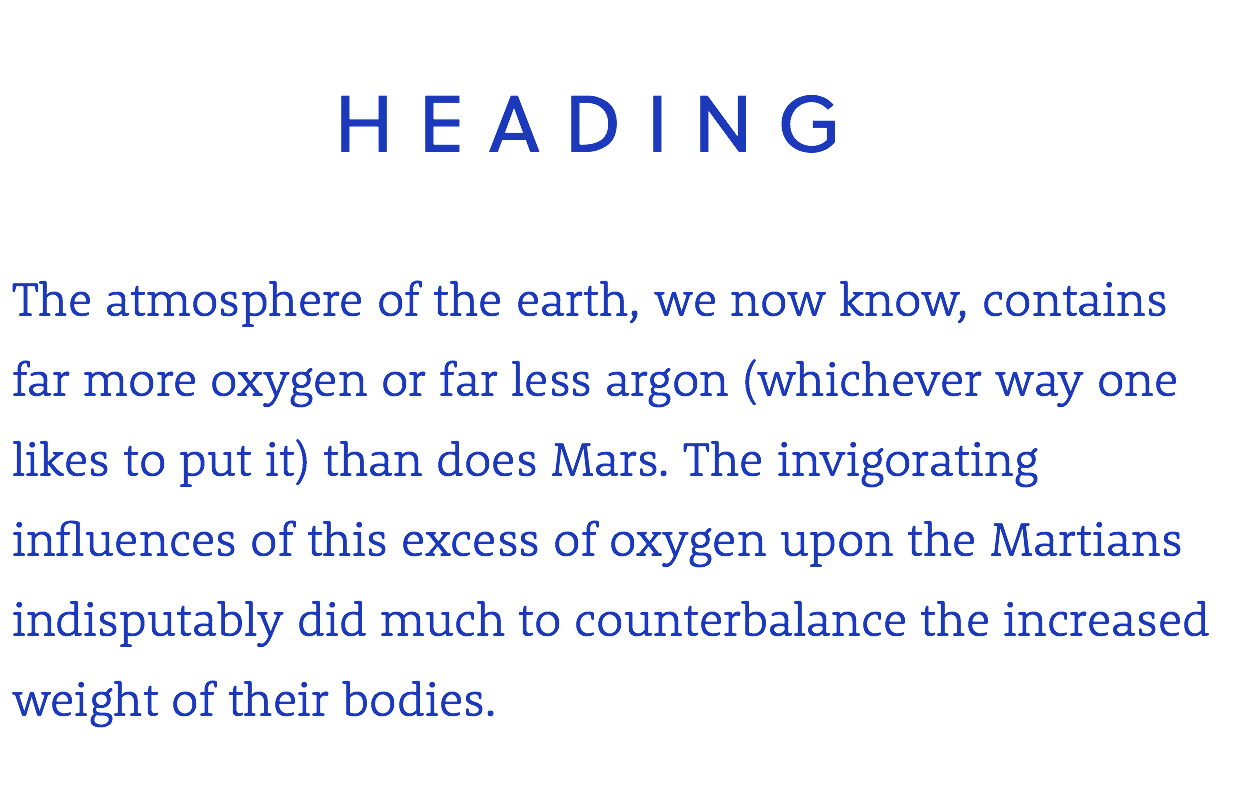 HEADING
The atmosphere of the earth, we now know, contains
far more oxygen or far less argon (whichever way one
likes to put it) than does Mars. The invigorating
influences of this excess of oxygen upon the Martians
indisputably did much to counterbalance the increased
weight of their bodies.